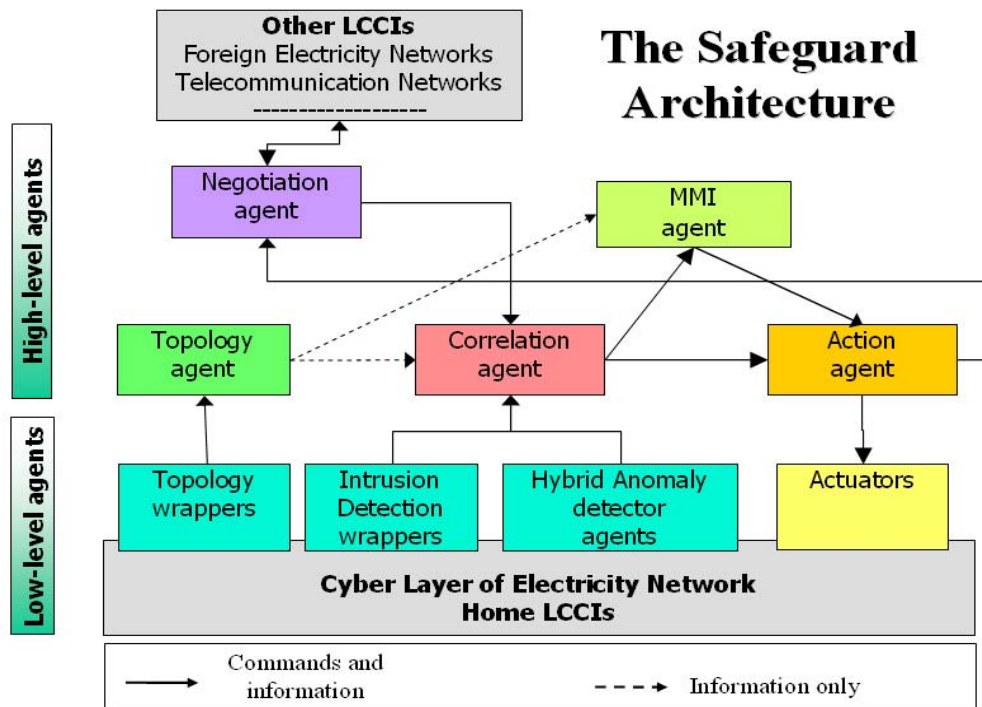 Other LCCIs
Foreign Electricity Networks
Telecommunication Networks
-------------------
The Safeguard
Architecture
High-level agents
Negotiation
agent
MMI
agent
Topology
agent
Correlation
agent
Action
agent
Low-level agents
Topology
wrappers
Intrusion
Detection
wrappers
Hybrid Anomaly
detector
agents
Actuators
Cyber Layer of Electricity Network
Home LCCIs
Commands and
information
Information only